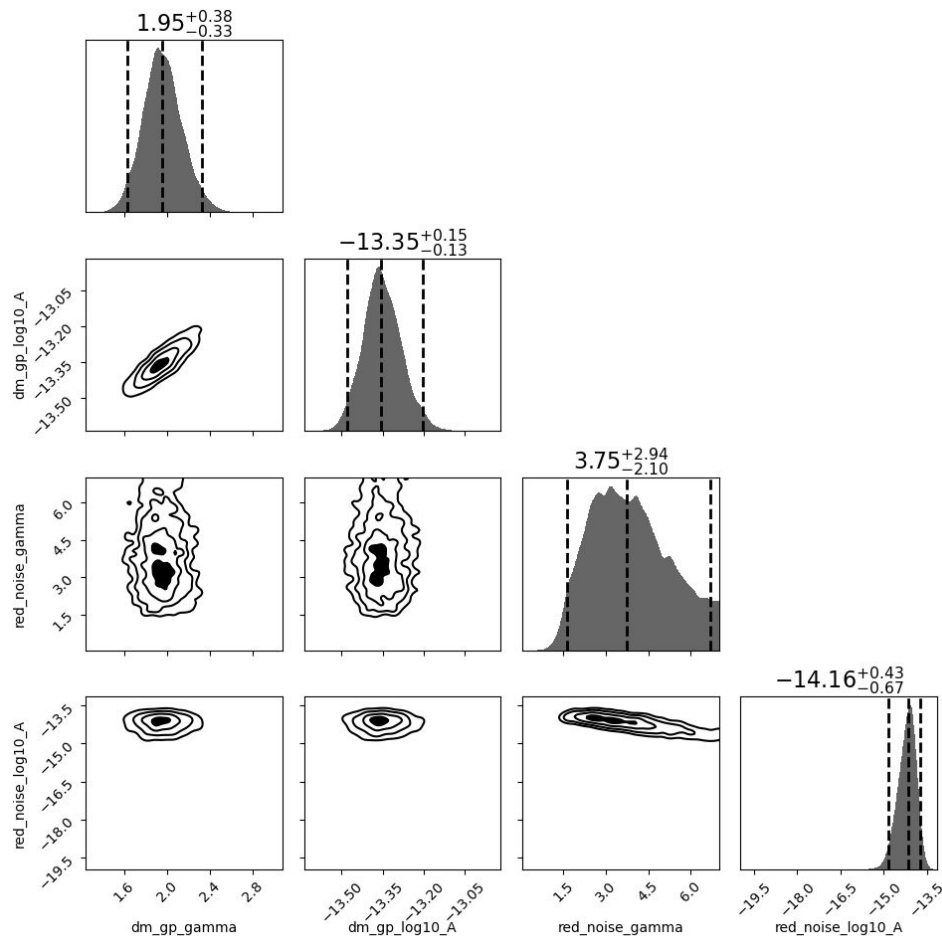 1.95+0.38−0.33
−13.35+0.15−0.13
dm_gp_log10_A
−13.05
−13.20
−13.35
−13.50
3.75+2.94−2.10
red_noise_gamma
6.0
4.5
3.0
1.5
−14.16+0.43−0.67
red_noise_log10_A
−13.5
−15.0
−16.5
−18.0
−19.5
1.6 2.0 2.4 2.8
−13.50 −13.35 −13.20 −13.05
1.5 3.0 4.5 6.0
−19.5 −18.0 −16.5 −15.0 −13.5
dm_gp_gamma dm_gp_log10_A red_noise_gamma red_noise_log10_A